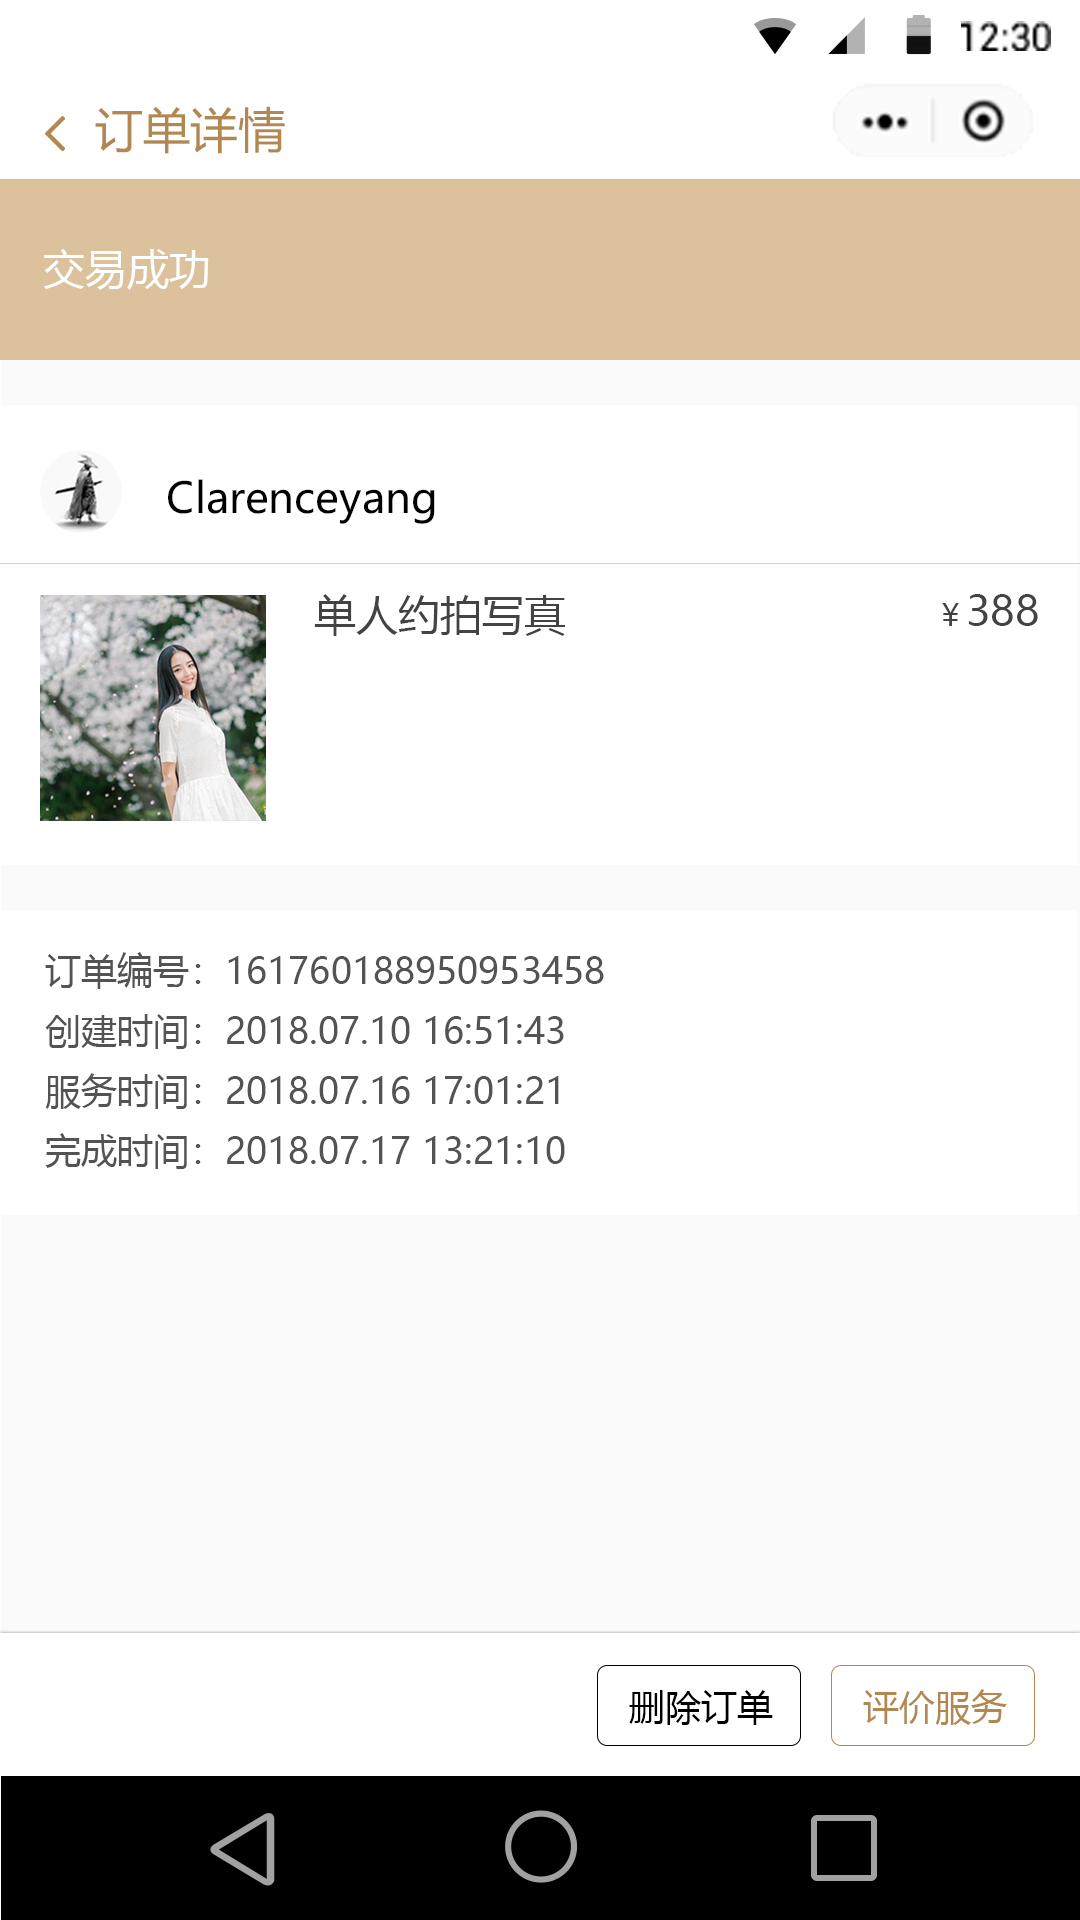 12:30
订单详情
交易成功
Clarenceyang
单人约拍写真
¥388
订单编号：161760188950953458
创建时间：2018.07.10 16:51:43
服务时间：2018.07.16 17:01:21
完成时间：2018.07.17 13:21:10
删除订单
评价服务